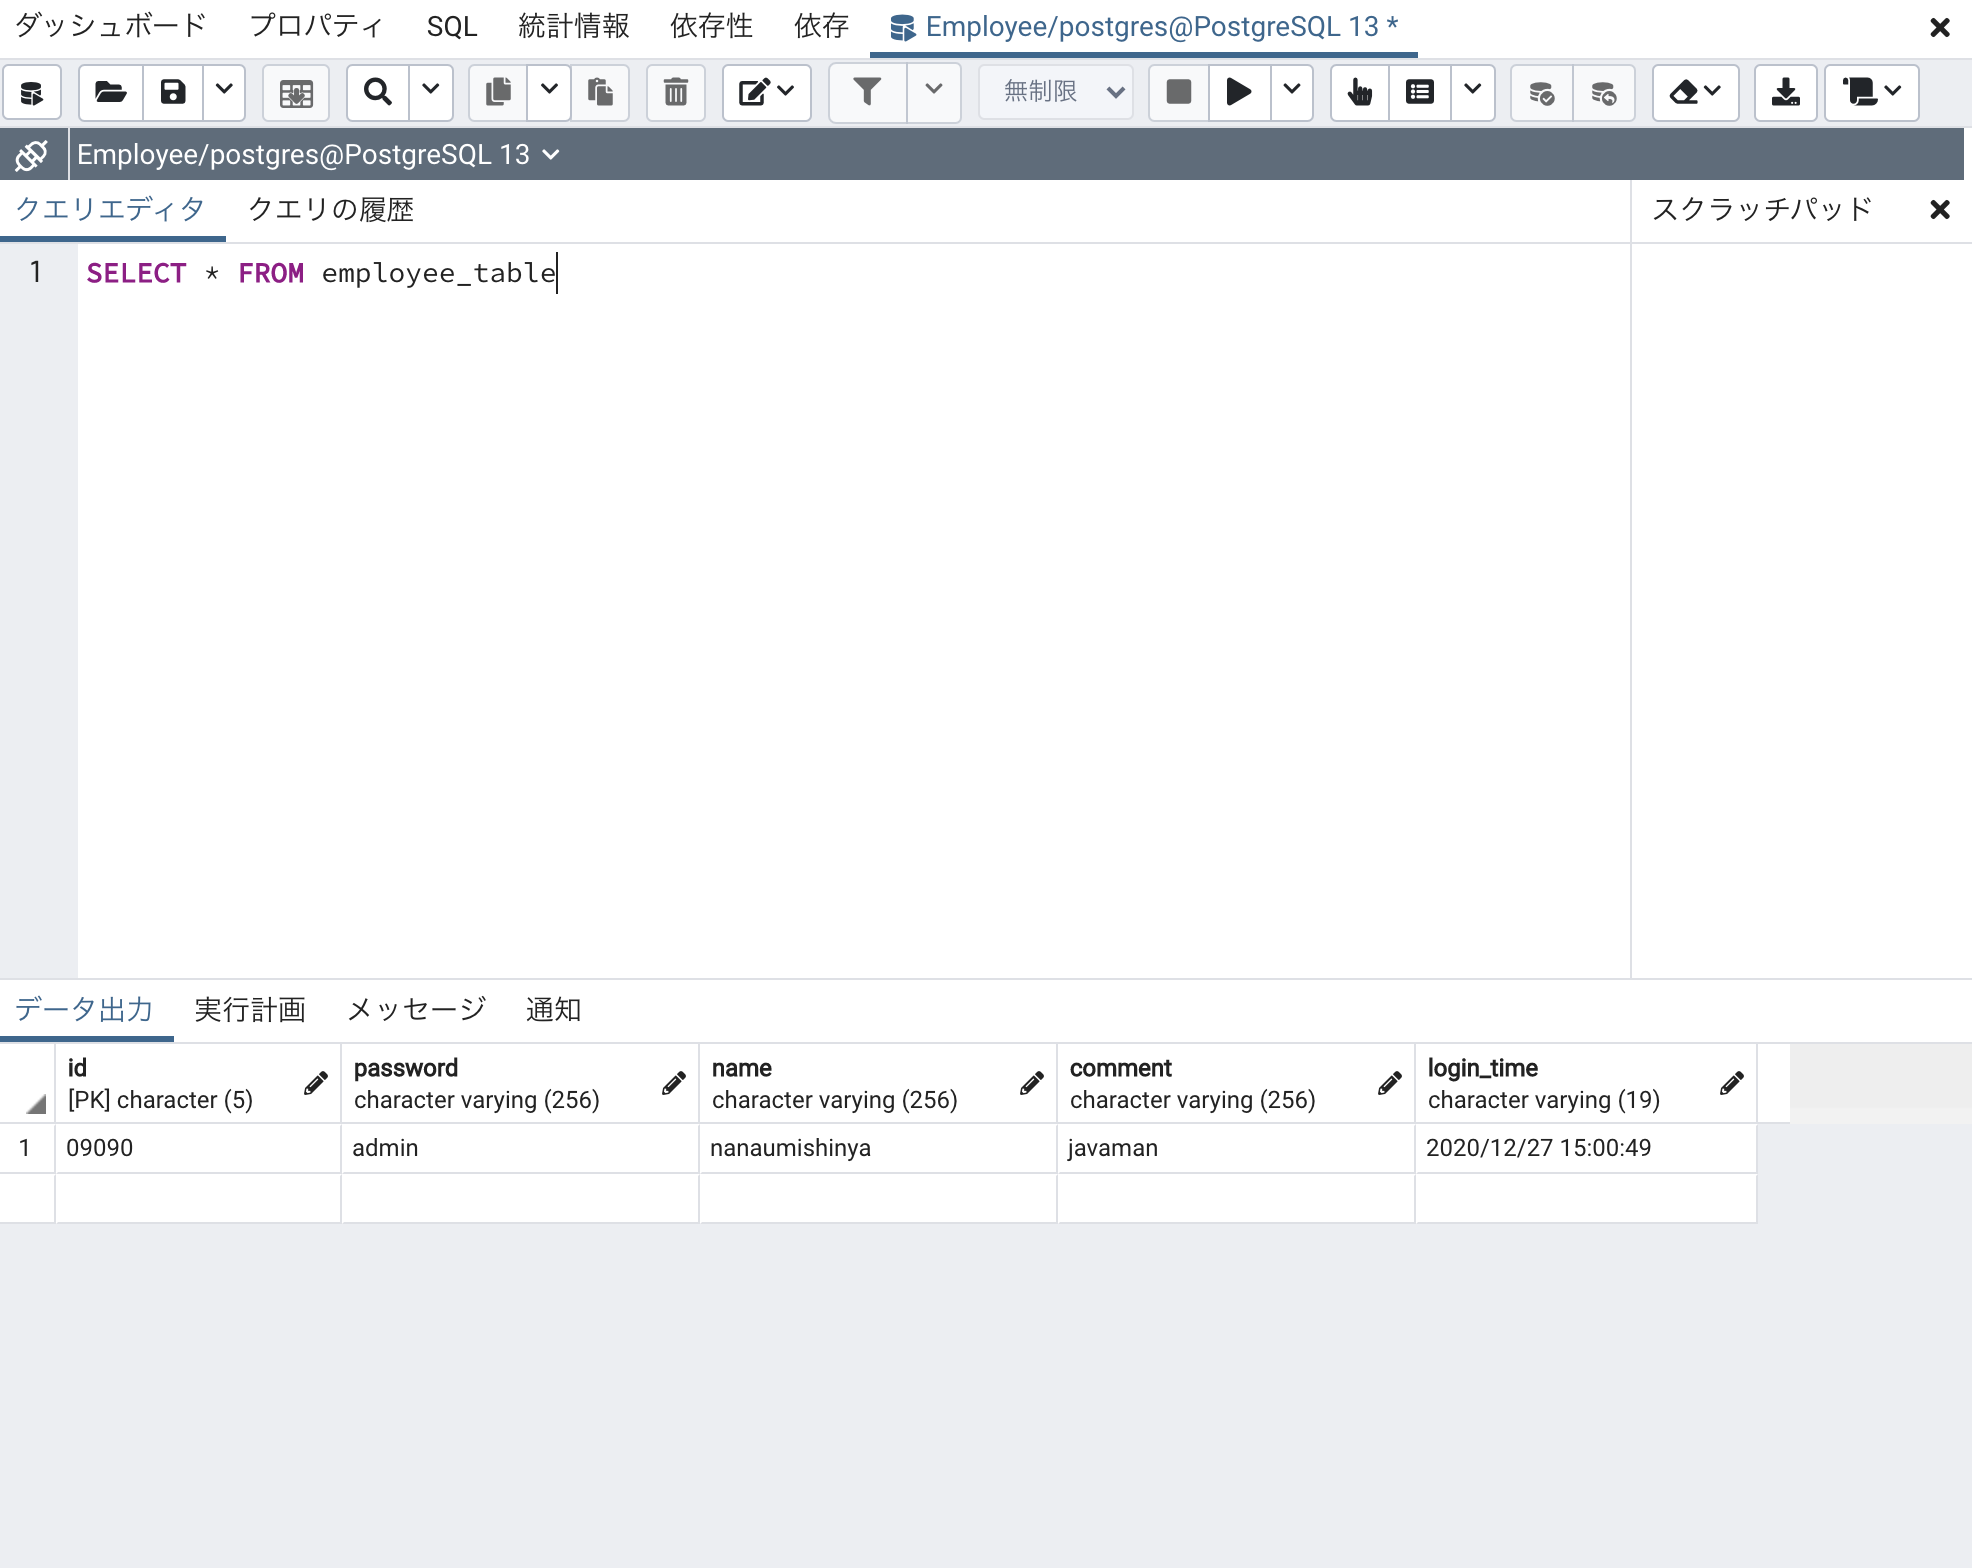 ダッシュボード プロパティ SQL 統計情報 依存性 依存 Employee/postgres@PostgreSQL 13 *
無制限
Employee/postgres@PostgreSQL 13
クエリエディタ クエリの履歴 スクラッチパッド
1 SELECT * FROM employee_table
データ出力 実行計画 メッセージ 通知
id password name comment login_time
[PK] character (5) character varying (256) character varying (256) character varying (256) character varying (19)
1 09090 admin nanaumishinya javaman 2020/12/27 15:00:49